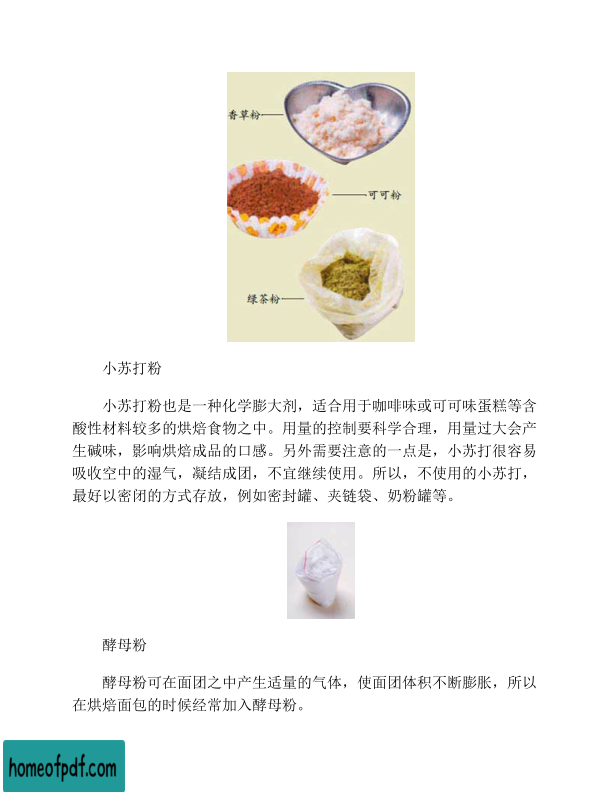 香草粉
可可粉
绿茶粉
小苏打粉
小苏打粉也是一种化学膨大剂，适合用于咖啡味或可可味蛋糕等含
酸性材料较多的烘焙食物之中。用量的控制要科学合理，用量过大会产
生碱味，影响烘焙成品的口感。另外需要注意的一点是，小苏打很容易
吸收空中的湿气，凝结成团，不宜继续使用。所以，不使用的小苏打，
最好以密闭的方式存放，例如密封罐、夹链袋、奶粉罐等。
酵母粉
酵母粉可在面团之中产生适量的气体，使面团体积不断膨胀，所以
在烘焙面包的时候经常加入酵母粉。
homeofpdf.com